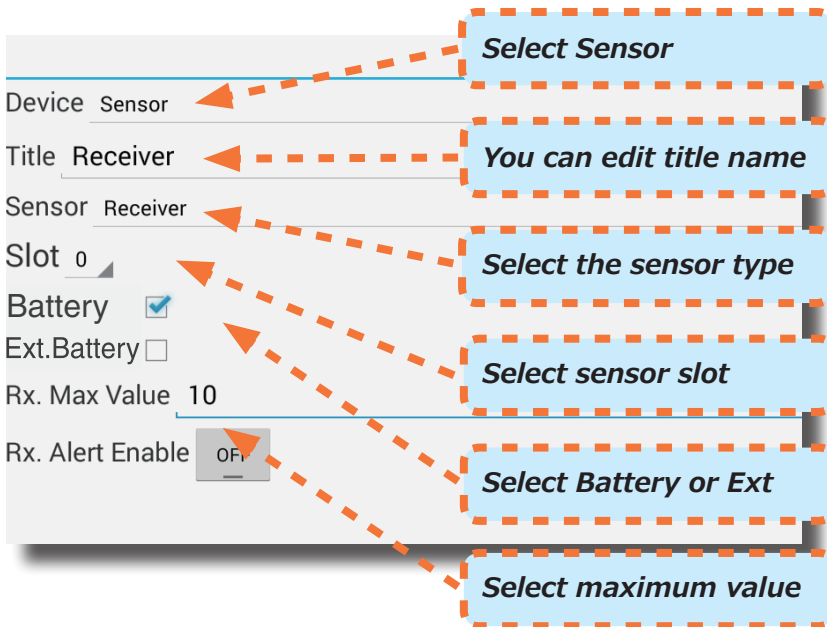 Select Sensor
Device Sensor
Title Receiver
You can edit title name
Sensor Receiver
Slot 0
Select the sensor type
Battery
Ext.Battery
Select sensor slot
Rx. Max Value 10
Rx. Alert Enable OFF
Select Battery or Ext
Select maximum value